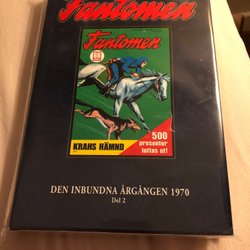 Fantomen
Fantomen
KRAHS HÄMND
500
presenter
lottas ut!
DEN INBUNDNA ÅRGÅNGEN 1970
Del 2